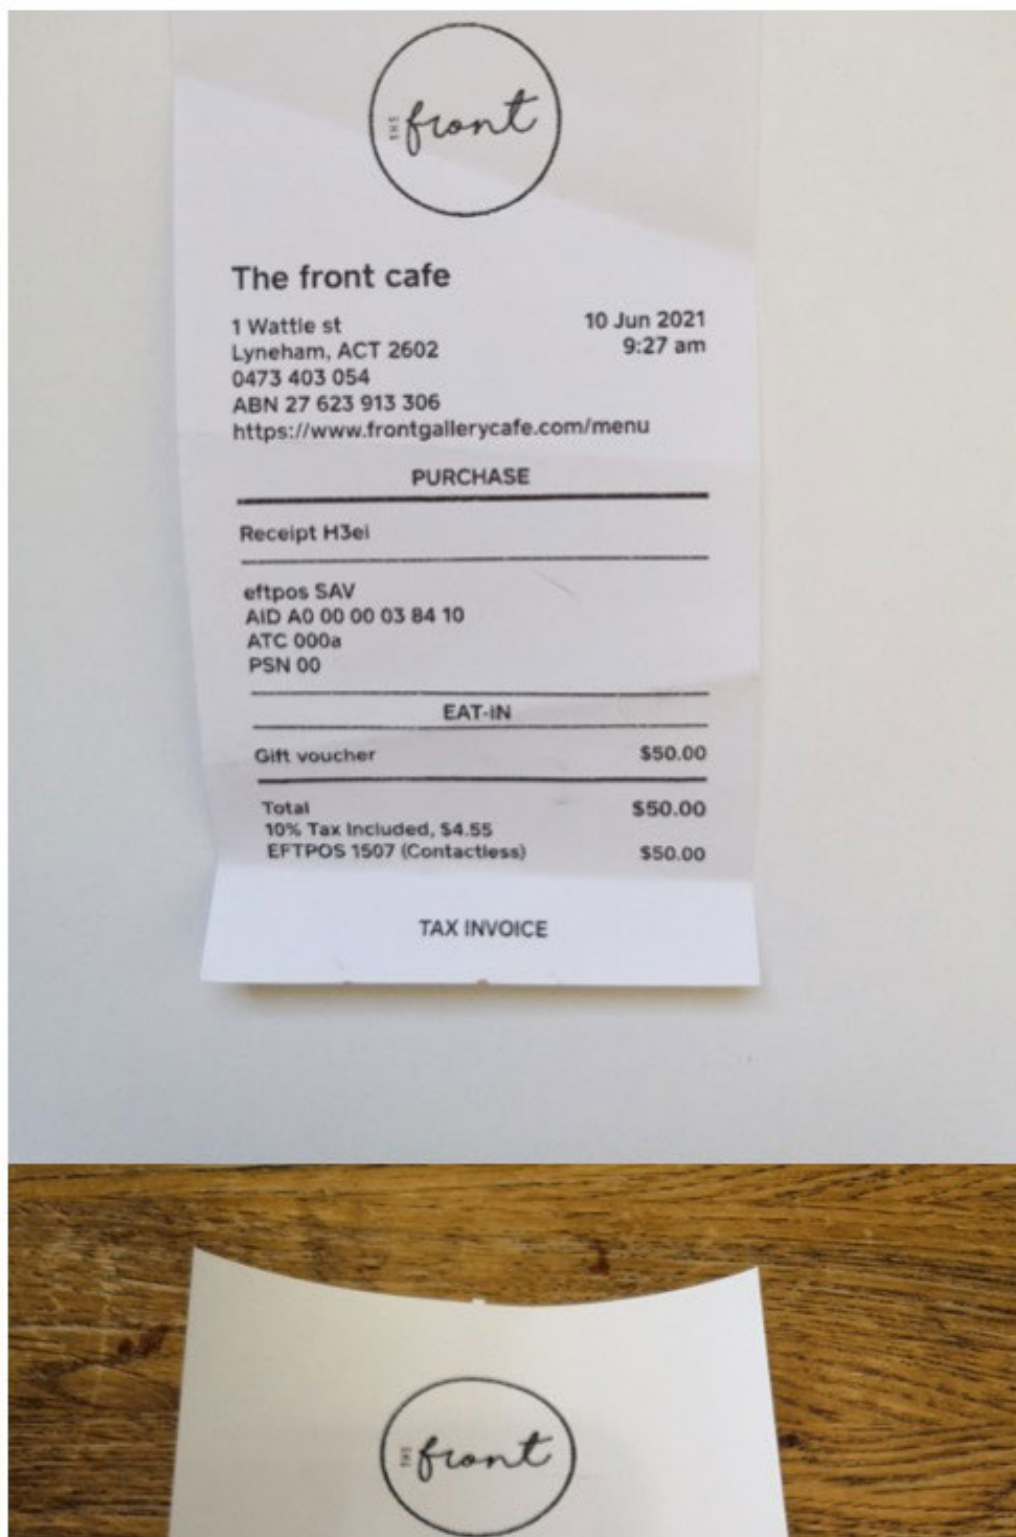 THE front
The front cafe
1 Wattle st
10 Jun 2021
Lyneham, ACT 2602
9:27 am
0473 403 054
ABN 27 623 913 306
https://www.frontgallerycafe.com/menu
PURCHASE
Receipt H3ei
eftpos SAV
AID A0 00 00 03 84 10
ATC 000a
PSN 00
EAT-IN
Gift voucher $50.00
Total $50.00
10% Tax Included, $4.55
EFTPOS 1507 (Contactless) $50.00
TAX INVOICE
THE front